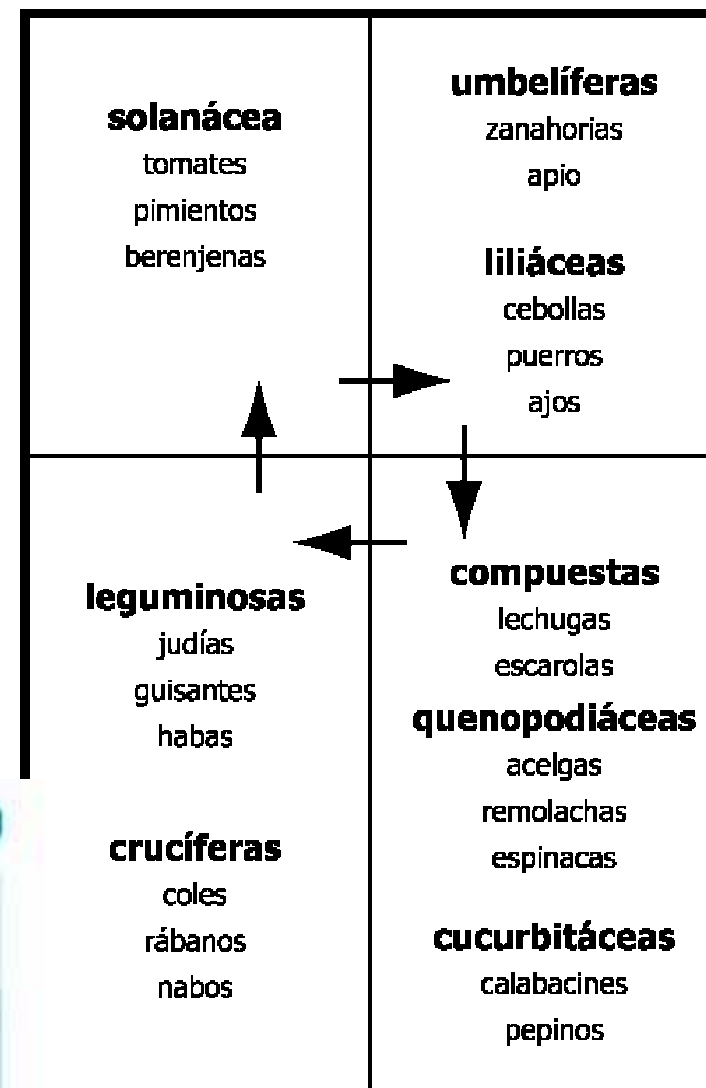 solanácea
tomates
pimientos
berenjenas
umbelíferas
zanahorias
apio
liliáceas
cebollas
puerros
ajos
leguminosas
judías
guisantes
habas
crucíferas
coles
rábanos
nabos
compuestas
lechugas
escarolas
quenopodiáceas
acelgas
remolachas
espinacas
cucurbitáceas
calabacines
pepinos